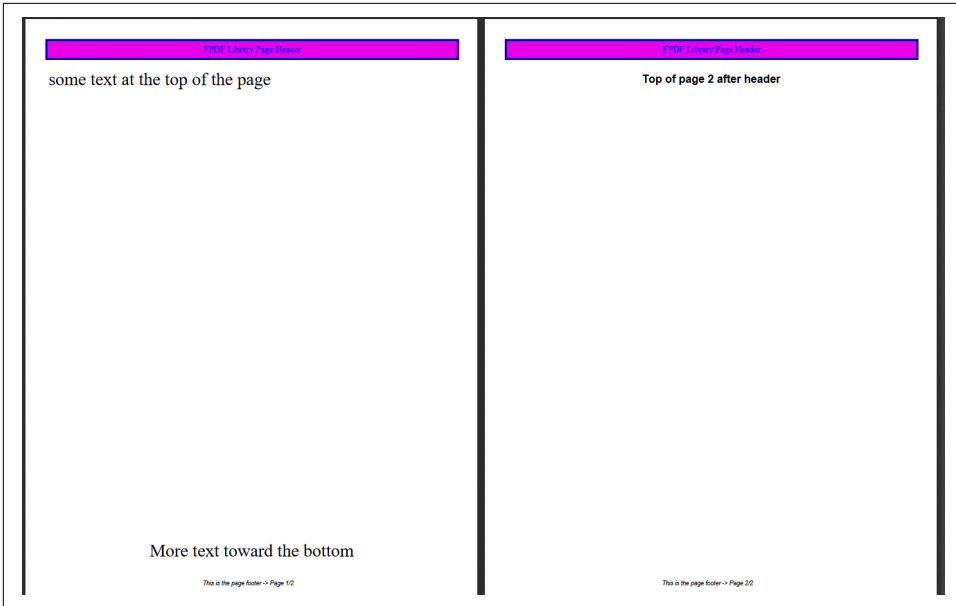 FPDF Library Page Header
some text at the top of the page
More text toward the bottom
This is the page footer -> Page 1/2
FPDF Library Page Header
Top of page 2 after header
This is the page footer -> Page 2/2